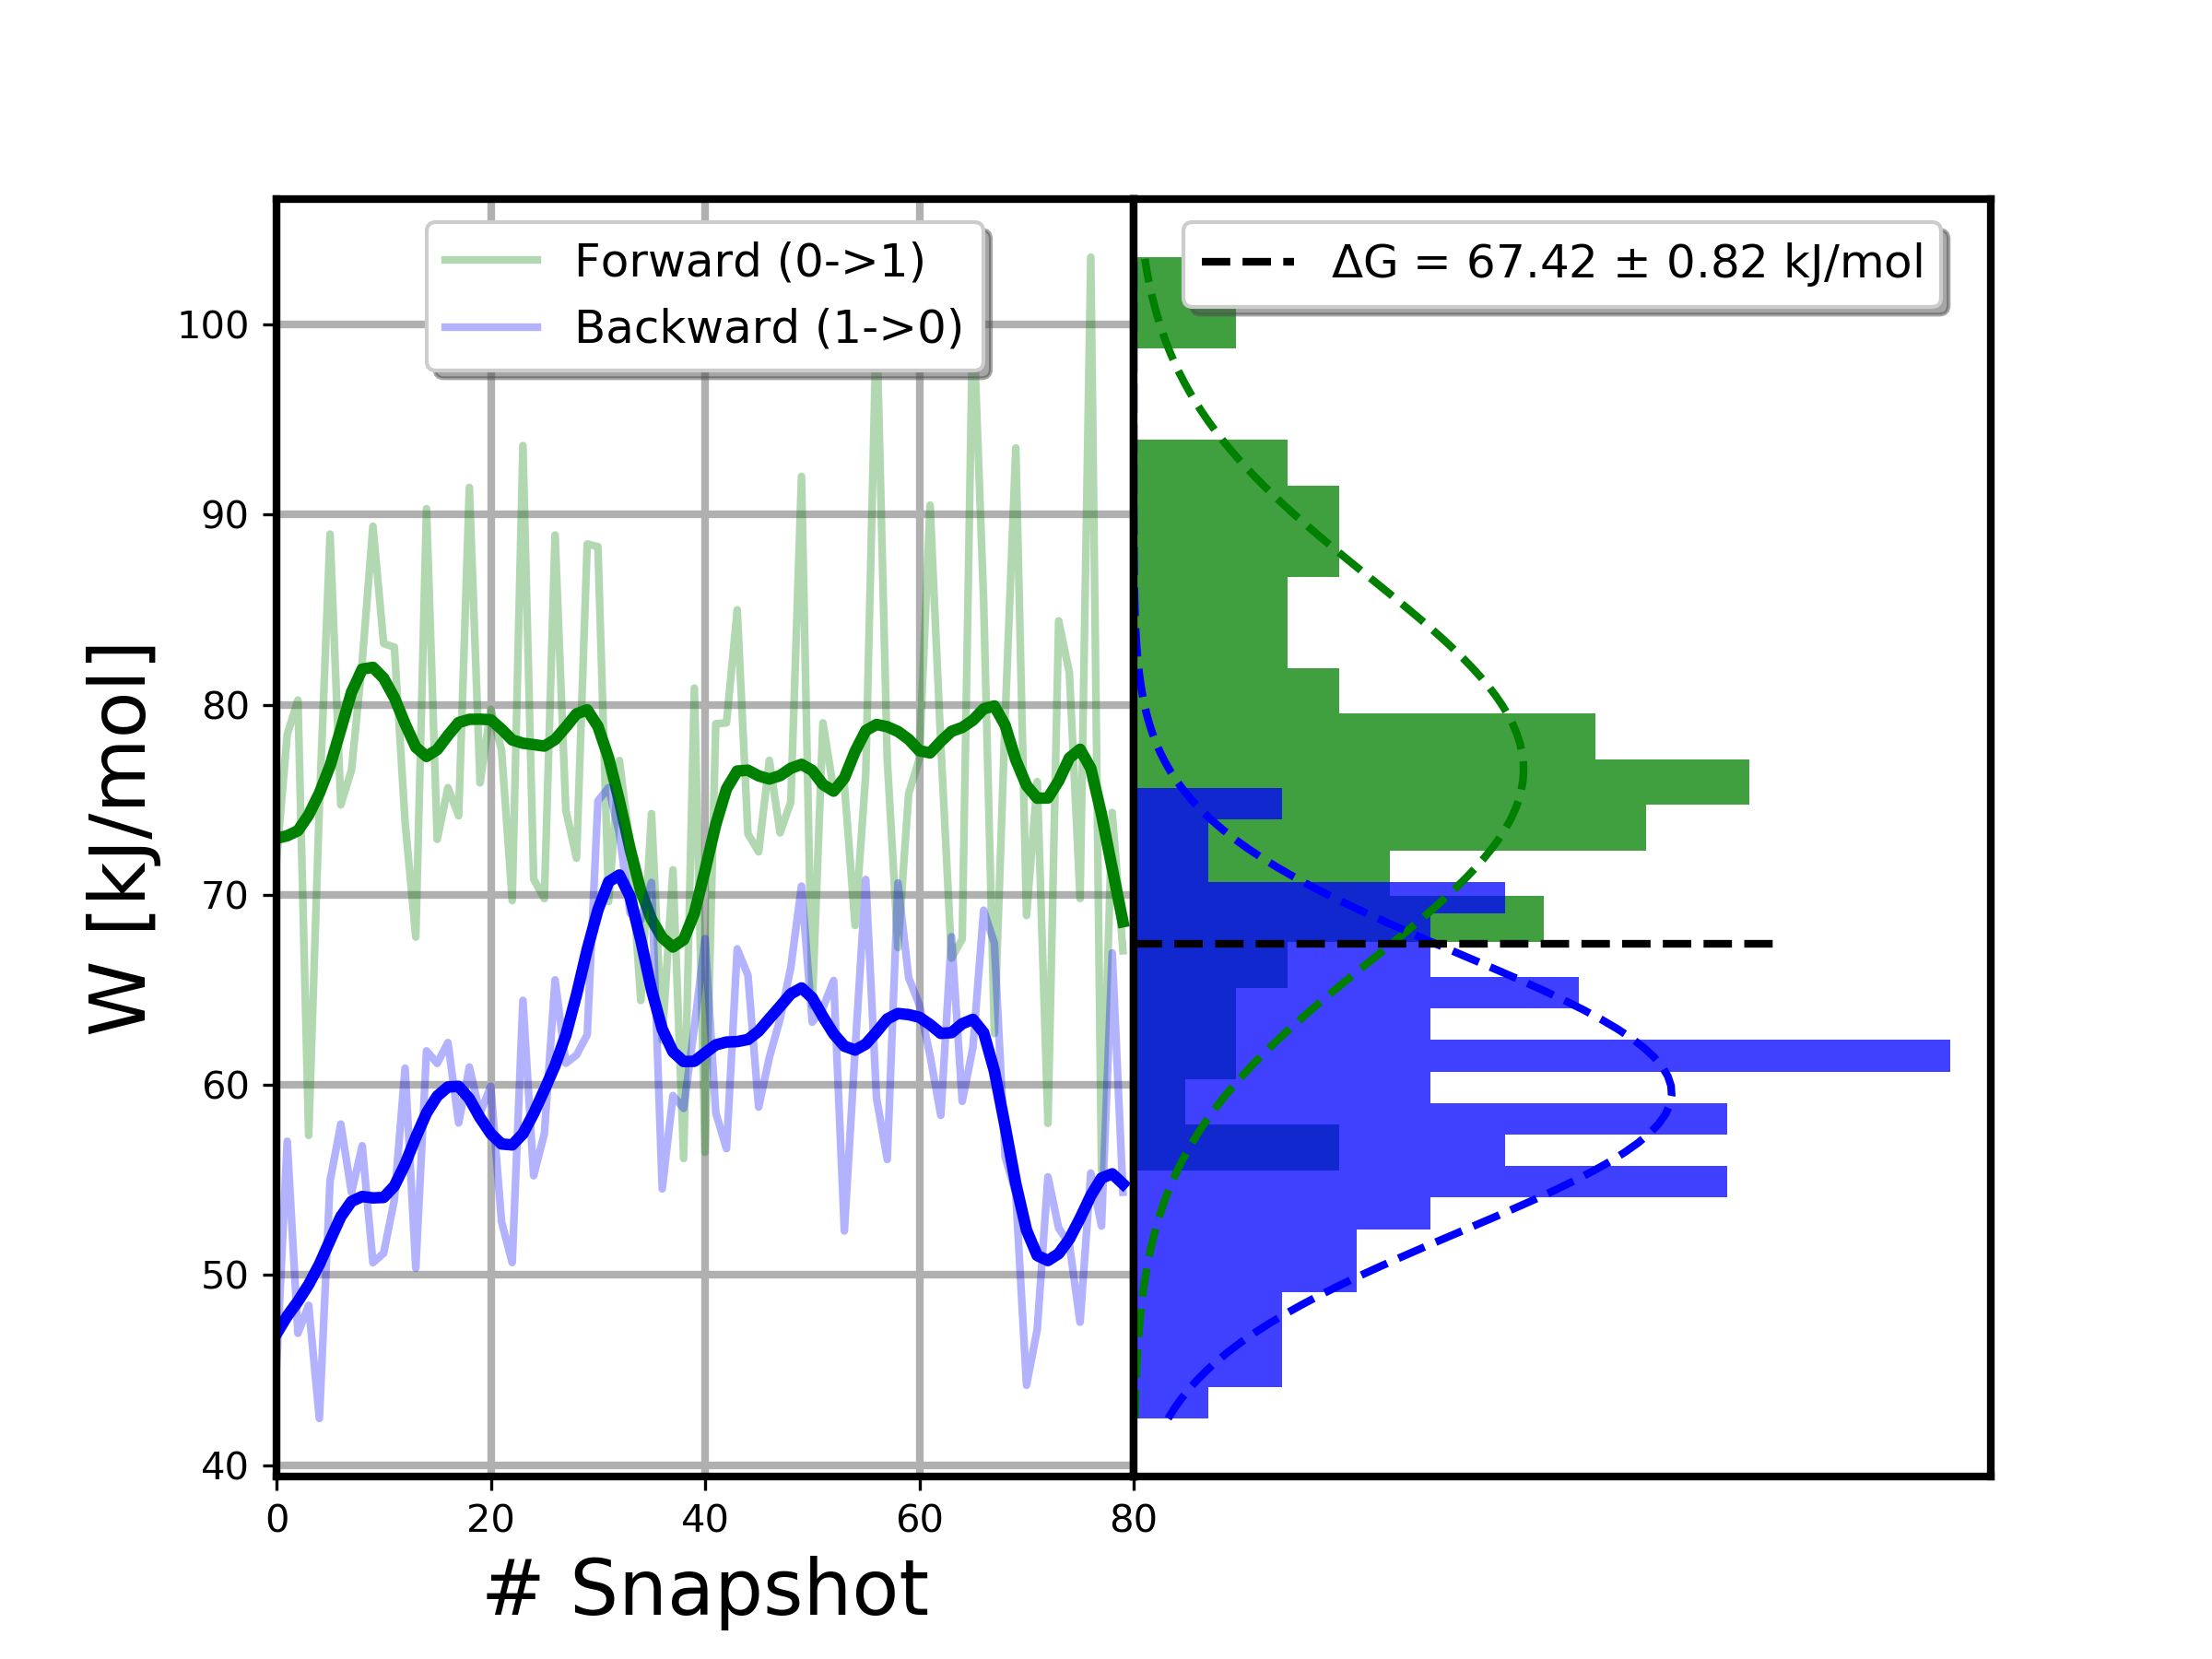 Forward (0->1)
Backward (1->0)
ΔG = 67.42 ± 0.82 kJ/mol
W [kJ/mol]
100
90
80
70
60
50
40
0 20 40 60 80
# Snapshot